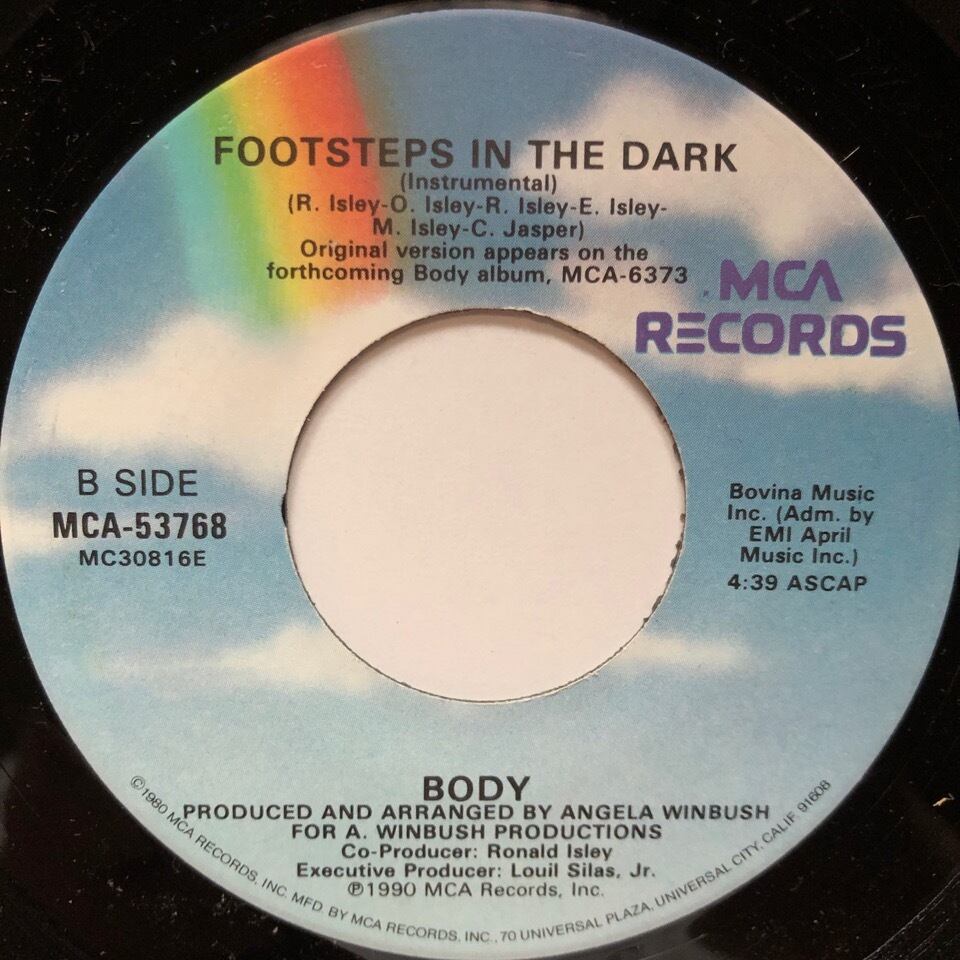 FOOTSTEPS IN THE DARK
(Instrumental)
(R. Isley-O. Isley-R. Isley-E. Isley-
M. Isley-C. Jasper)
Original version appears on the
forthcoming Body album, MCA-6373
MCA
RECORDS
B SIDE
MCA-53768
MC30816E
Bovina Music
Inc. (Adm. by
EMI April
Music Inc.)
4:39 ASCAP
BODY
PRODUCED AND ARRANGED BY ANGELA WINBUSH
FOR A. WINBUSH PRODUCTIONS
Co-Producer: Ronald Isley
Executive Producer: Louil Silas, Jr.
℗1990 MCA Records, Inc.
©1980 MCA RECORDS, INC. MFD. BY MCA RECORDS, INC., 70 UNIVERSAL PLAZA, UNIVERSAL CITY, CALIF. 91608